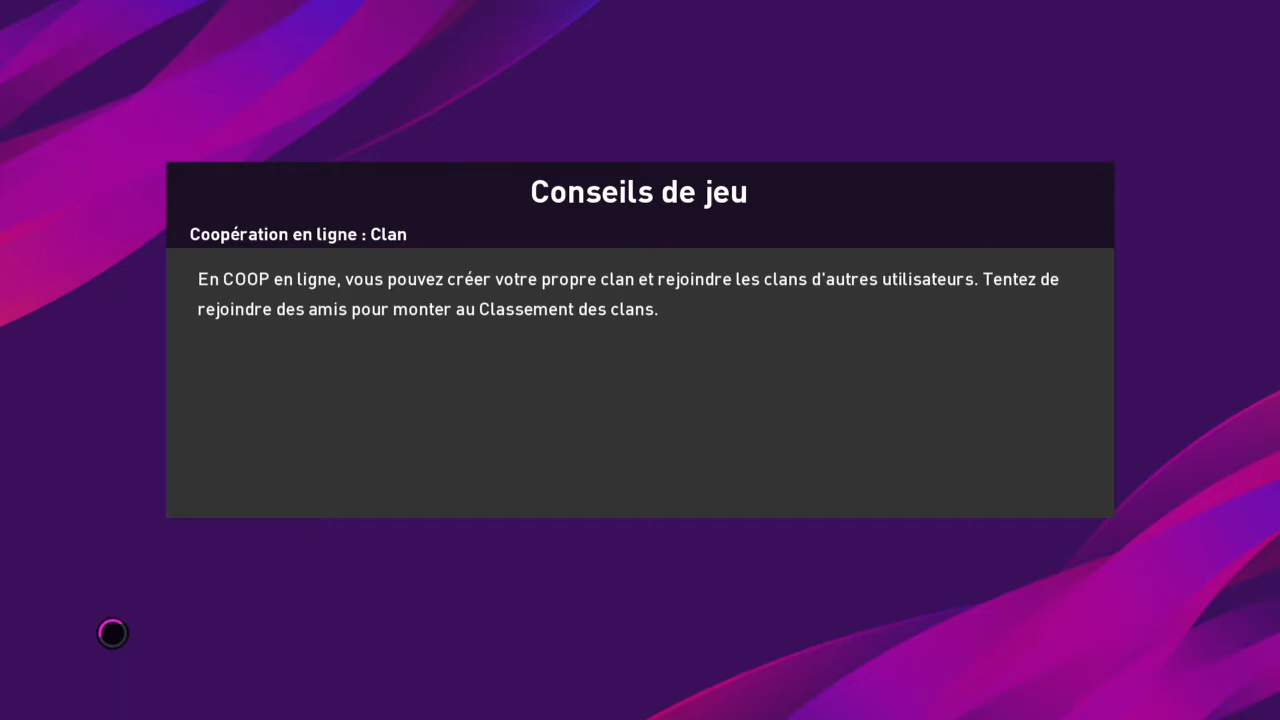 Conseils de jeu
Coopération en ligne : Clan
En COOP en ligne, vous pouvez créer votre propre clan et rejoindre les clans d'autres utilisateurs. Tentez de
rejoindre des amis pour monter au Classement des clans.